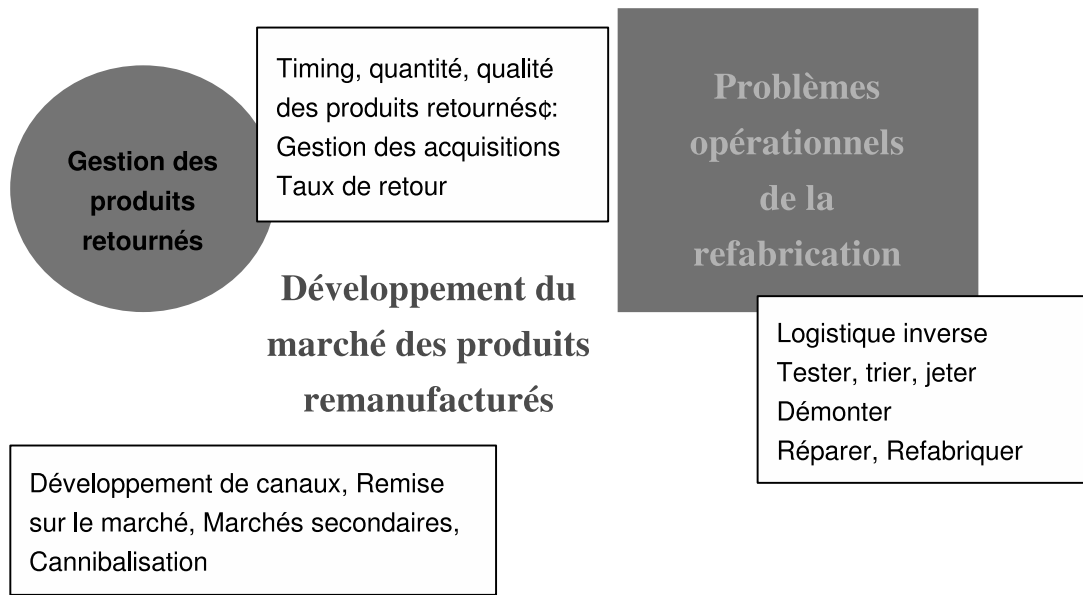 Gestion des
produits
retournés
Timing, quantité, qualité
des produits retournés¢:
Gestion des acquisitions
Taux de retour
Problèmes
opérationnels
de la
refabrication
Développement du
marché des produits
remanufacturés
Logistique inverse
Tester, trier, jeter
Démonter
Réparer, Refabriquer
Développement de canaux, Remise
sur le marché, Marchés secondaires,
Cannibalisation